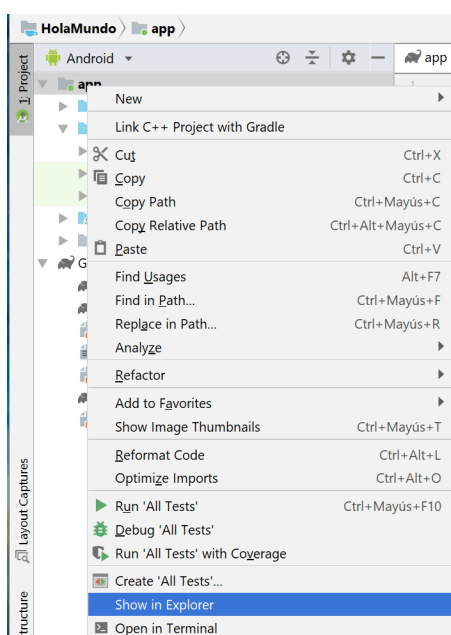 HolaMundo app
1: Project
Android
app
app
1
New
Link C++ Project with Gradle
Cut Ctrl+X
Copy Ctrl+C
Copy Path Ctrl+Mayús+C
Copy Relative Path Ctrl+Alt+Mayús+C
Paste Ctrl+V
Find Usages Alt+F7
Find in Path... Ctrl+Mayús+F
Replace in Path... Ctrl+Mayús+R
Analyze
Refactor
Add to Favorites
Show Image Thumbnails Ctrl+Mayús+T
Reformat Code Ctrl+Alt+L
Optimize Imports Ctrl+Alt+O
Run 'All Tests' Ctrl+Mayús+F10
Debug 'All Tests'
Run 'All Tests' with Coverage
Create 'All Tests'...
Show in Explorer
Open in Terminal
G
Layout Captures
tructure